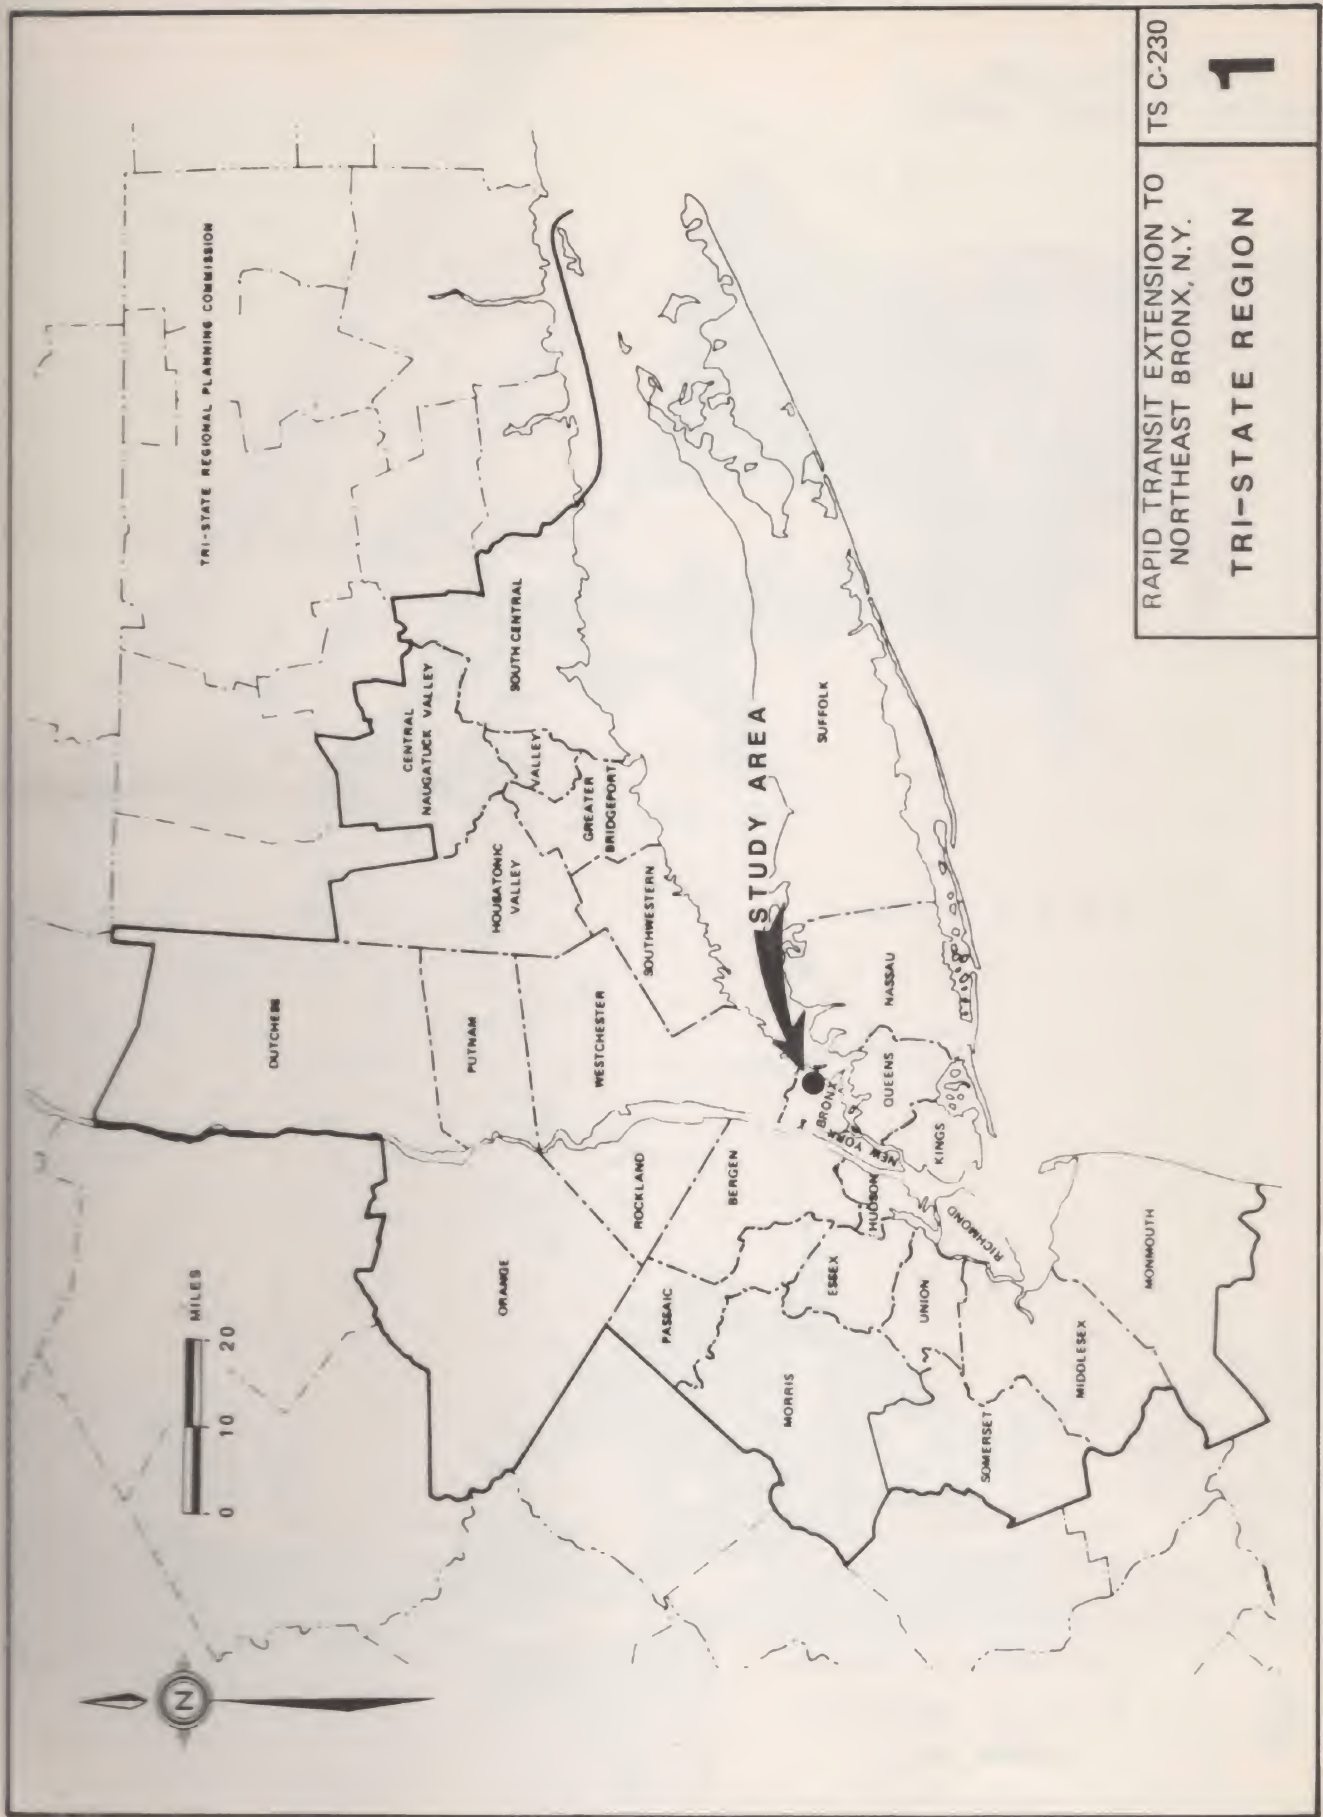 TRI-STATE REGIONAL PLANNING COMMISSION
MILES
0 10 20
N
DUTCHESS
ORANGE
PUTNAM
HOUSATONIC
VALLEY
CENTRAL
NAUGATUCK VALLEY
SOUTH CENTRAL
VALLEY
GREATER
BRIDGEPORT
SOUTHWESTERN
WESTCHESTER
ROCKLAND
PASSAIC
BERGEN
MORRIS
ESSEX
HUDSON
NEW YORK
BRONX
STUDY AREA
SUFFOLK
NASSAU
QUEENS
KINGS
UNION
RICHMOND
SOMERSET
MIDDLESEX
MONMOUTH
RAPID TRANSIT EXTENSION TO
NORTHEAST BRONX, N.Y.
TRI-STATE REGION
TS C-230
1